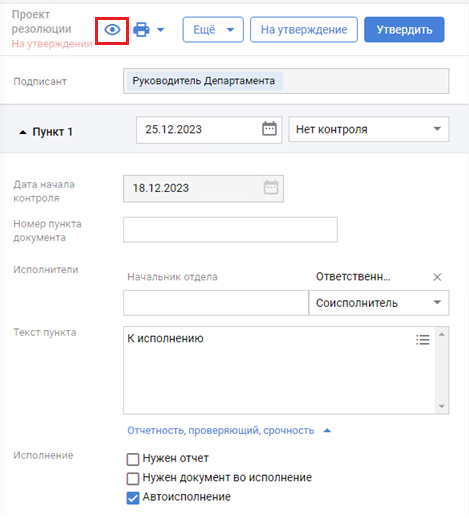 Проект
резолюции
На утверждении
Ещё
На утверждение
Утвердить
Подписант
Руководитель Департамента
Пункт 1
25.12.2023
Нет контроля
Дата начала
контроля
18.12.2023
Номер пункта
документа
Исполнители
Начальник отдела
Ответственн...
Соисполнитель
Текст пункта
К исполнению
Отчетность, проверяющий, срочность
Исполнение
Нужен отчет
Нужен документ во исполнение
Автоисполнение